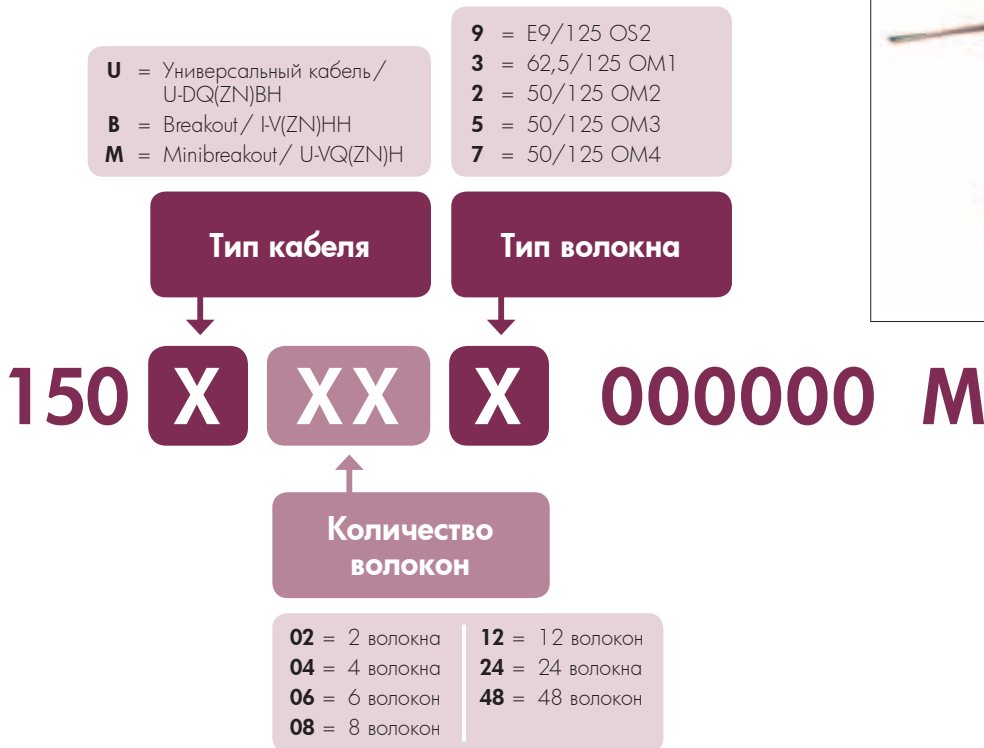 U = Универсальный кабель /
U-DQ(ZN)BH
B = Breakout / I-V(ZN)HH
M = Minibreakout / U-VQ(ZN)H
9 = E9/125 OS2
3 = 62,5/125 OM1
2 = 50/125 OM2
5 = 50/125 OM3
7 = 50/125 OM4
Тип кабеля
Тип волокна
150 X XX X 000000 M
Количество
волокон
02 = 2 волокна
04 = 4 волокна
06 = 6 волокон
08 = 8 волокон
12 = 12 волокон
24 = 24 волокна
48 = 48 волокон